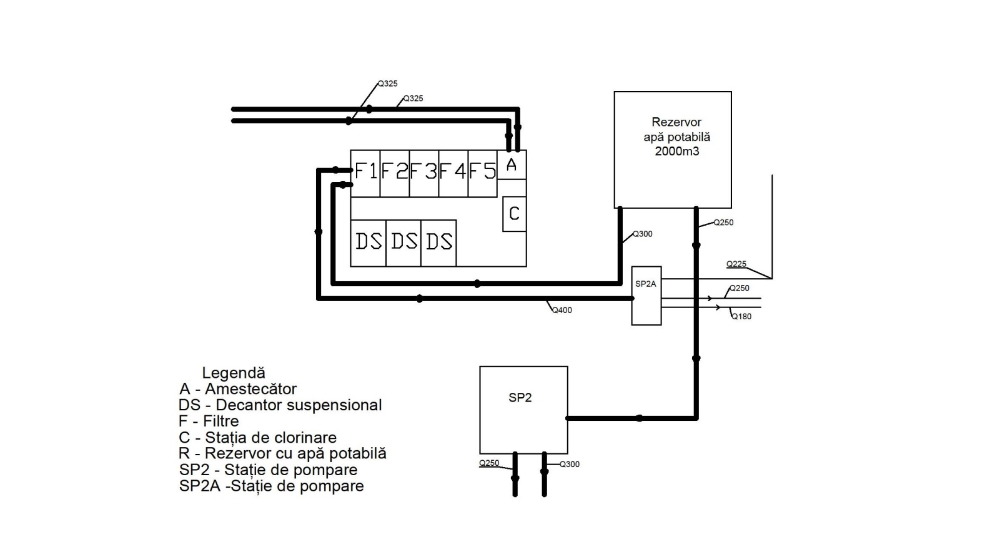 Q325
Q325
Rezervor
apă potabilă
2000m3
F1
F2
F3
F4
F5
A
C
DS
DS
DS
Q250
Q300
Q225
SP2A
Q250
Q400
Q180
SP2
Q250
Q300
Legendă
A - Amestecător
DS - Decantor suspensional
F - Filtre
C - Stația de clorinare
R - Rezervor cu apă potabilă
SP2 - Stație de pompare
SP2A -Stație de pompare